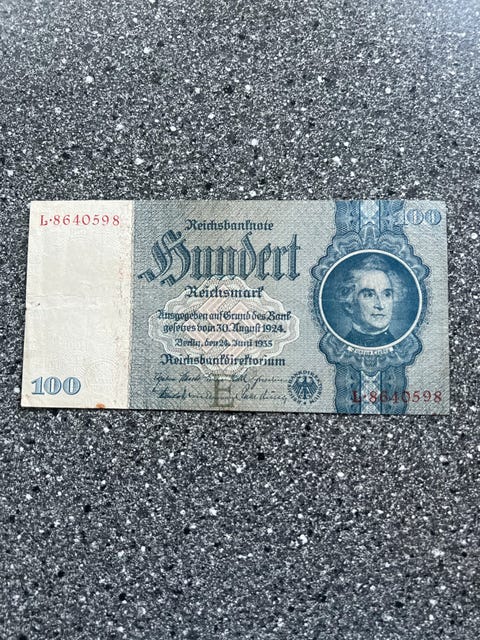 L·8640598
Reichsbanknote
100
Hundert
Reichsmark
Ausgegeben auf Grund des Bank
gesetzes vom 30. August 1924
Berlin, den 24. Juni 1935
Reichsbankdirektorium
100
E
L·8640598